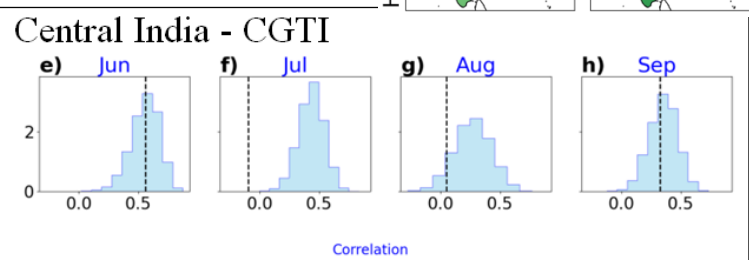 Central India - CGTI
e) Jun f) Jul g) Aug h) Sep
2
0
0.0 0.5 0.0 0.5 0.0 0.5 0.0 0.5
Correlation